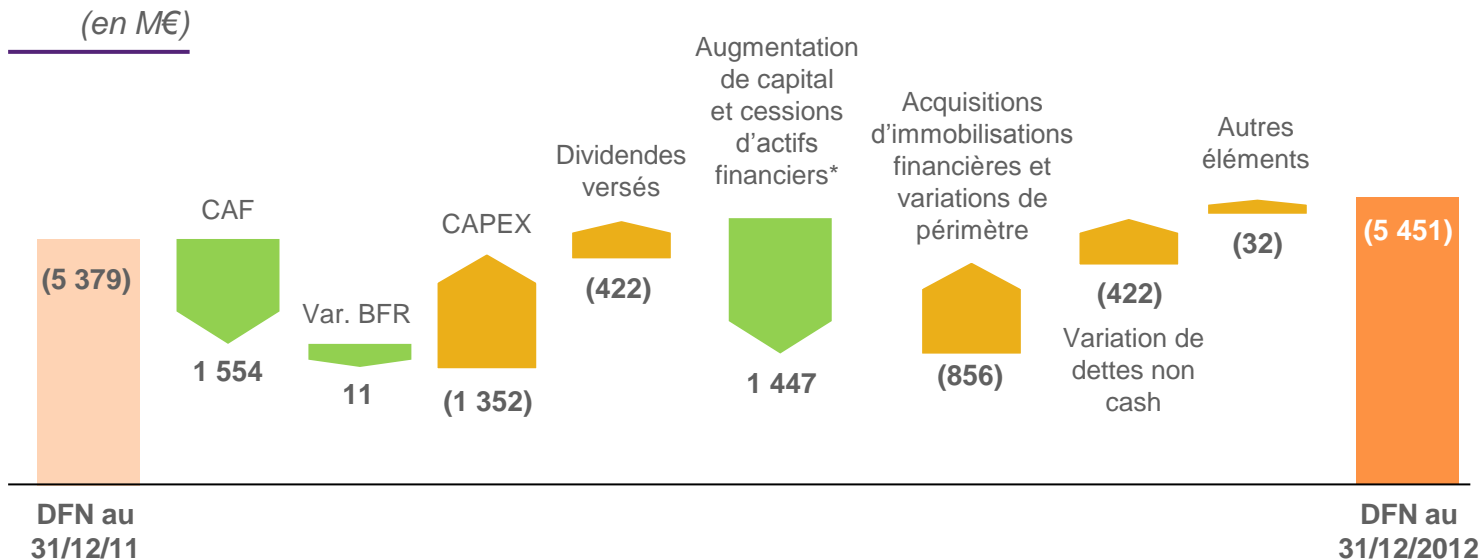 (en M€)
(5 379)
DFN au
31/12/11
CAF
1 554
Var. BFR
11
CAPEX
(1 352)
Dividendes
versés
(422)
Augmentation
de capital
et cessions
d’actifs
financiers*
1 447
Acquisitions
d’immobilisations
financières et
variations de
périmètre
(856)
(422)
Variation de
dettes non
cash
Autres
éléments
(32)
(5 451)
DFN au
31/12/2012